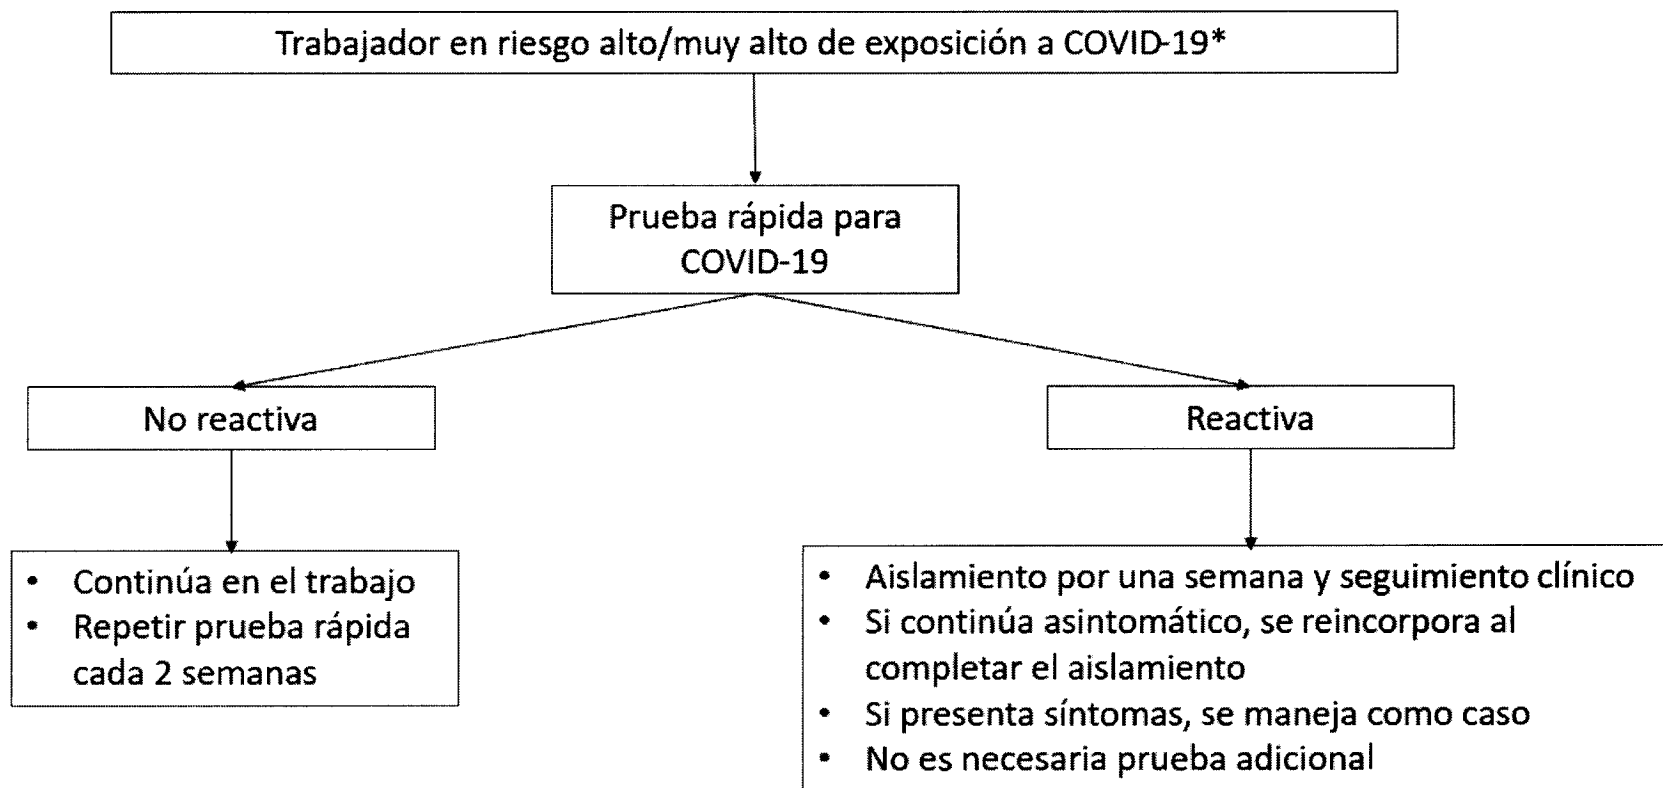 Trabajador en riesgo alto/muy alto de exposición a COVID-19*
Prueba rápida para
COVID-19
No reactiva
Reactiva
• Continúa en el trabajo
• Repetir prueba rápida
cada 2 semanas
• Aislamiento por una semana y seguimiento clínico
• Si continúa asintomático, se reincorpora al
completar el aislamiento
• Si presenta síntomas, se maneja como caso
• No es necesaria prueba adicional